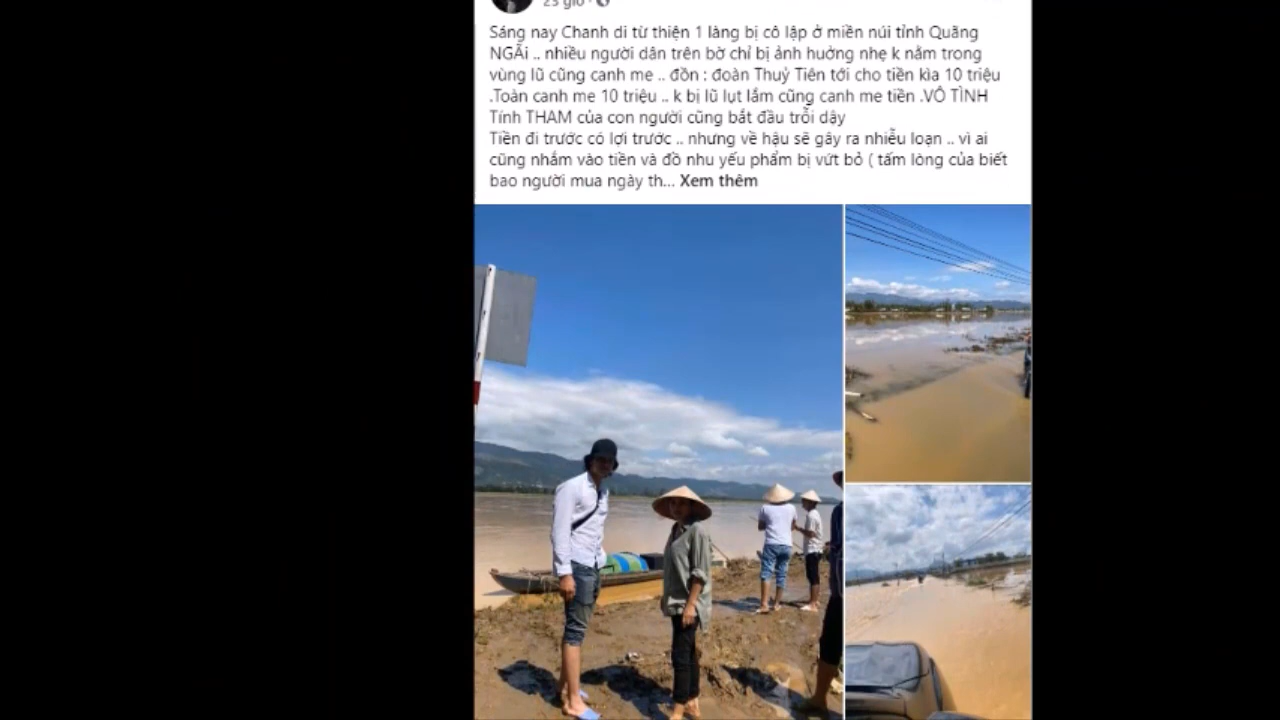 23 giờ ·
Sáng nay Chanh di từ thiện 1 làng bị cô lập ở miền núi tỉnh Quãng
NGÃi .. nhiều người dân trên bờ chỉ bị ảnh huởng nhẹ k nằm trong
vùng lũ cũng canh me .. đồn : đoàn Thuỷ Tiên tới cho tiền kìa 10 triệu
.Toàn canh me 10 triệu .. k bị lũ lụt lắm cũng canh me tiền .VÔ TÌNH
Tính THAM của con người cũng bắt đầu trỗi dậy
Tiền đi trước có lợi trước .. nhưng về hậu sẽ gây ra nhiễu loạn .. vì ai
cũng nhắm vào tiền và đồ nhu yếu phẩm bị vứt bỏ ( tấm lòng của biết
bao người mua ngày th... Xem thêm